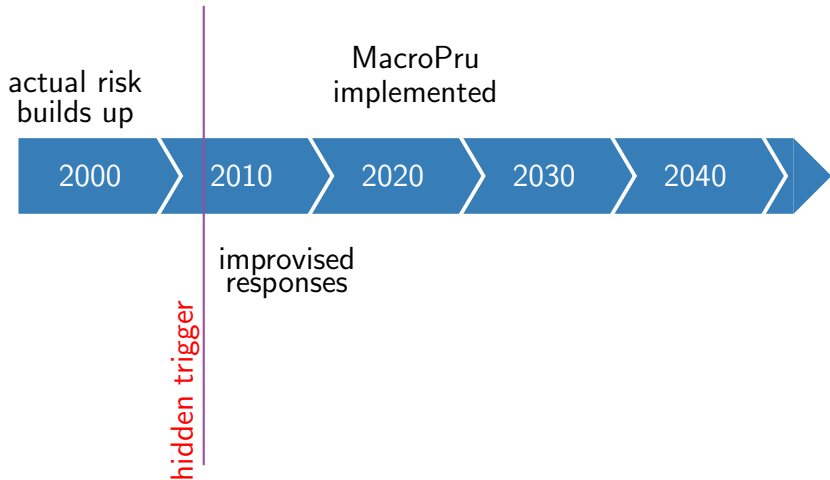 MacroPru
implemented
actual risk
builds up
2000
2010
2020
2030
2040
improvised
responses
hidden trigger